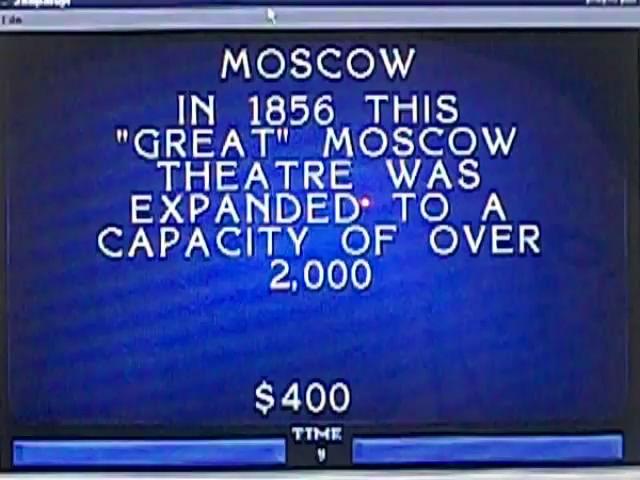 MOSCOW
IN 1856 THIS
"GREAT" MOSCOW
THEATRE WAS
EXPANDED TO A
CAPACITY OF OVER
2,000
$400
TIME